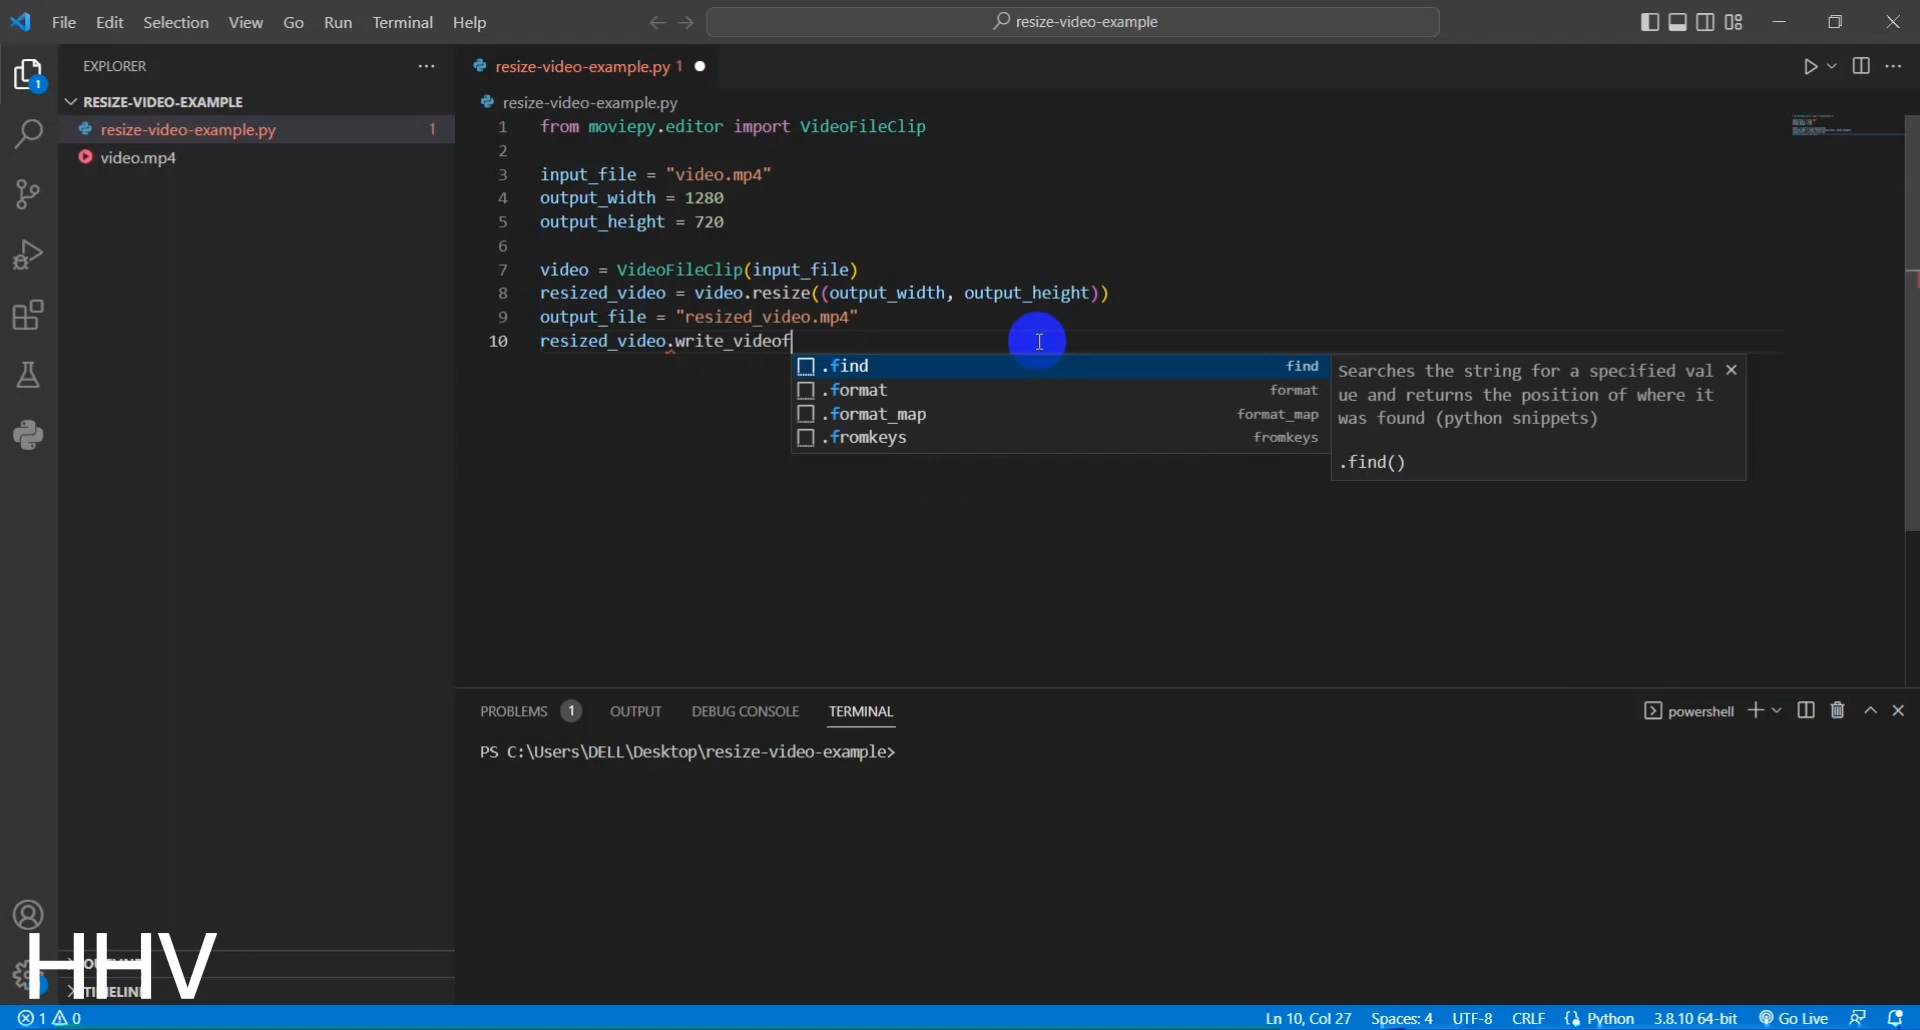 File Edit Selection View Go Run Terminal Help
resize-video-example
EXPLORER
RESIZE-VIDEO-EXAMPLE
resize-video-example.py 1
video.mp4
1
resize-video-example.py 1
resize-video-example.py
1 from moviepy.editor import VideoFileClip
2
3 input_file = "video.mp4"
4 output_width = 1280
5 output_height = 720
6
7 video = VideoFileClip(input_file)
8 resized_video = video.resize((output_width, output_height))
9 output_file = "resized_video.mp4"
10 resized_video.write_videof
.find find
.format format
.format_map format_map
.fromkeys fromkeys
Searches the string for a specified val
ue and returns the position of where it
was found (python snippets)
.find()
PROBLEMS 1 OUTPUT DEBUG CONSOLE TERMINAL
powershell
PS C:\Users\DELL\Desktop\resize-video-example>
HHV
1 0
Ln 10, Col 27 Spaces: 4 UTF-8 CRLF Python 3.8.10 64-bit Go Live